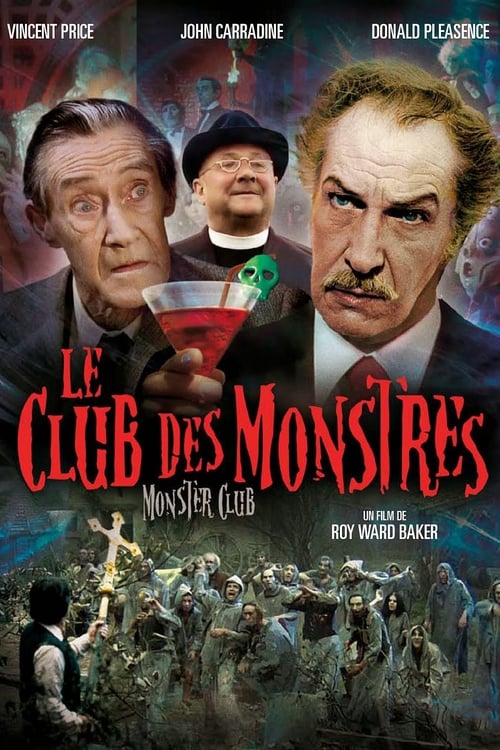 VINCENT PRICE
JOHN CARRADINE
DONALD PLEASENCE
LE
CLUB DES MONSTRES
MONSTER CLUB
UN FILM DE
ROY WARD BAKER